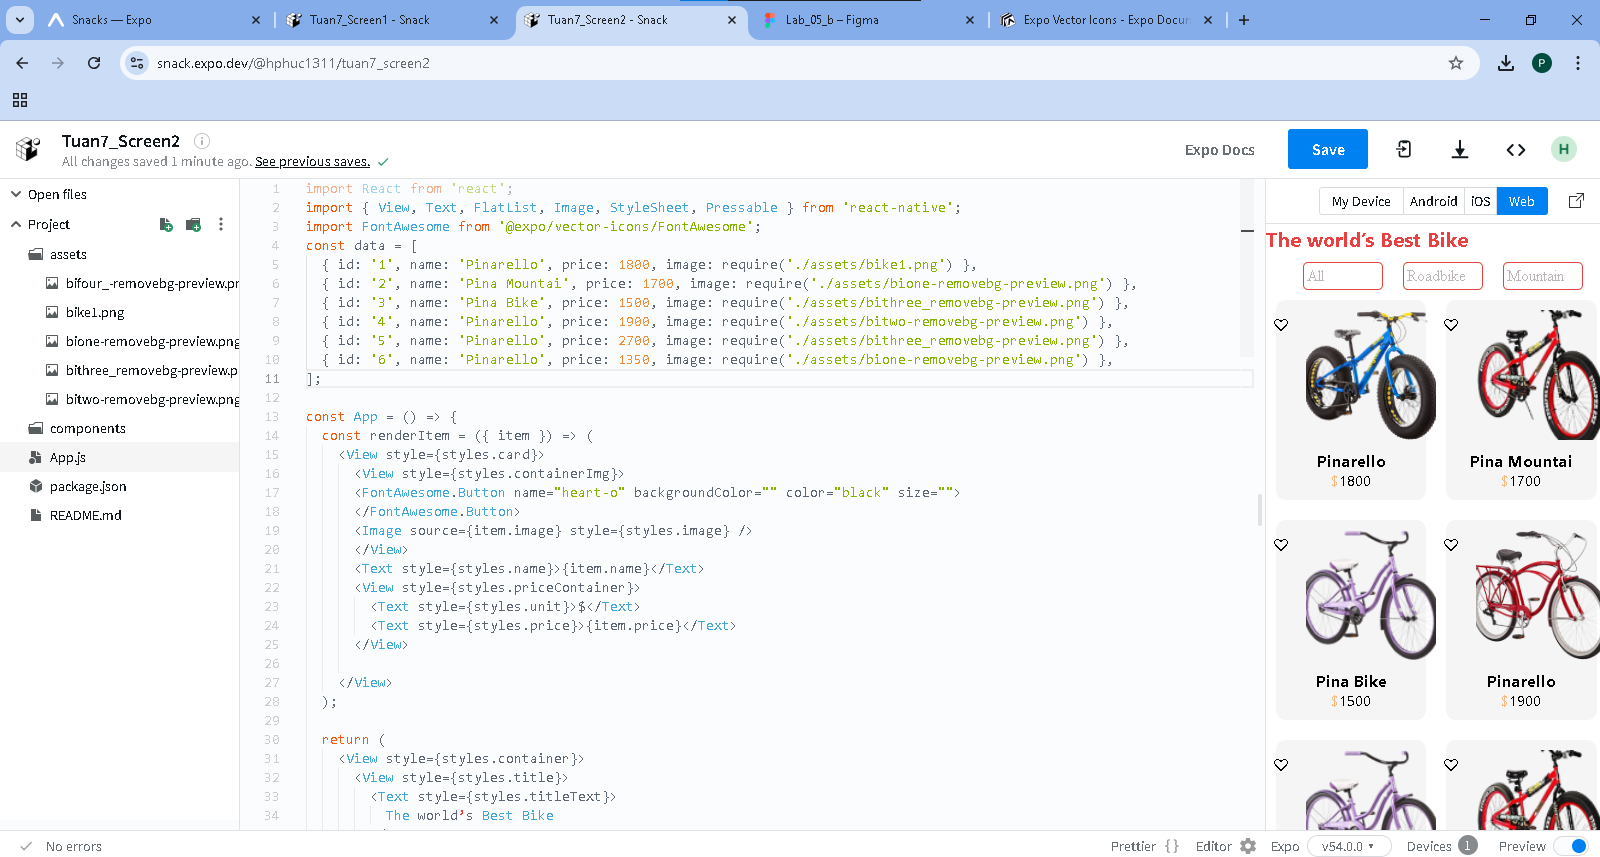 Snacks — Expo
Tuan7_Screen1 - Snack
Tuan7_Screen2 - Snack
Lab_05_b – Figma
Expo Vector Icons - Expo Docum
snack.expo.dev/@hphuc1311/tuan7_screen2
P
Tuan7_Screen2
All changes saved 1 minute ago. See previous saves.
Expo Docs
Save
H
Open files
Project
assets
bifour_-removebg-preview.pr
bike1.png
bione-removebg-preview.png
bithree_removebg-preview.p
bitwo-removebg-preview.png
components
App.js
package.json
README.md
1 import React from 'react';
2 import { View, Text, FlatList, Image, StyleSheet, Pressable } from 'react-native';
3 import FontAwesome from '@expo/vector-icons/FontAwesome';
4 const data = [
5 { id: '1', name: 'Pinarello', price: 1800, image: require('./assets/bike1.png') },
6 { id: '2', name: 'Pina Mountai', price: 1700, image: require('./assets/bione-removebg-preview.png') },
7 { id: '3', name: 'Pina Bike', price: 1500, image: require('./assets/bithree_removebg-preview.png') },
8 { id: '4', name: 'Pinarello', price: 1900, image: require('./assets/bitwo-removebg-preview.png') },
9 { id: '5', name: 'Pinarello', price: 2700, image: require('./assets/bithree_removebg-preview.png') },
10 { id: '6', name: 'Pinarello', price: 1350, image: require('./assets/bione-removebg-preview.png') },
11 ];
12
13 const App = () => {
14 const renderItem = ({ item }) => (
15 <View style={styles.card}>
16 <View style={styles.containerImg}>
17 <FontAwesome.Button name="heart-o" backgroundColor="" color="black" size="">
18 </FontAwesome.Button>
19 <Image source={item.image} style={styles.image} />
20 </View>
21 <Text style={styles.name}>{item.name}</Text>
22 <View style={styles.priceContainer}>
23 <Text style={styles.unit}>$</Text>
24 <Text style={styles.price}>{item.price}</Text>
25 </View>
26
27 </View>
28 );
29
30 return (
31 <View style={styles.container}>
32 <View style={styles.title}>
33 <Text style={styles.titleText}>
34 The world’s Best Bike
My Device
Android
iOS
Web
The world’s Best Bike
All
Roadbike
Mountain
Pinarello
$1800
Pina Mountai
$1700
Pina Bike
$1500
Pinarello
$1900
No errors
Prettier { }
Editor
Expo
v54.0.0
Devices 1
Preview